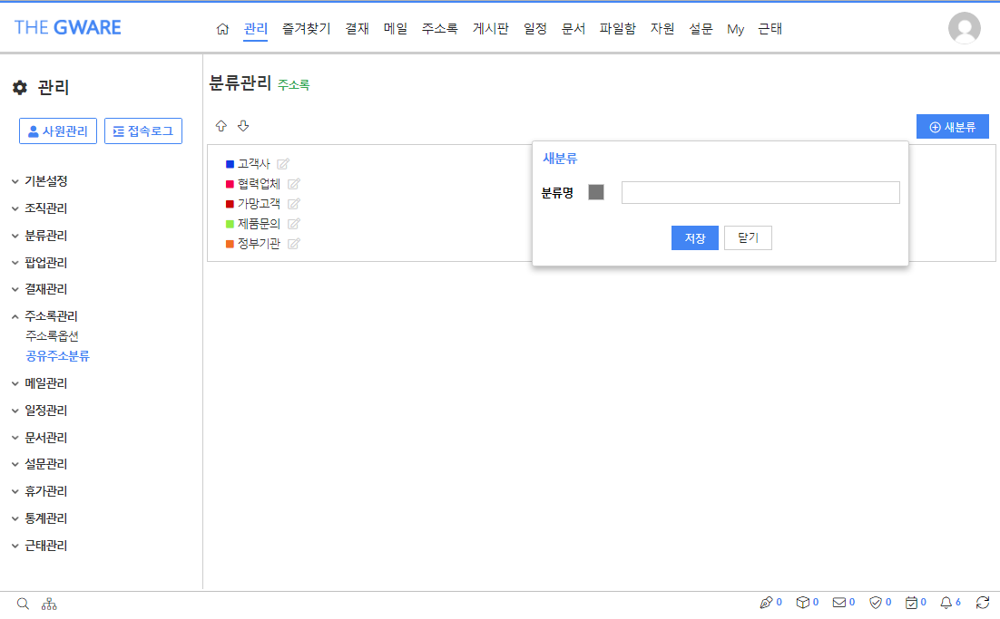 THE GWARE
관리 즐겨찾기 결재 메일 주소록 게시판 일정 문서 파일함 자원 설문 My 근태
관리
사원관리 접속로그
기본설정
조직관리
분류관리
팝업관리
결재관리
주소록관리
주소록옵션
공유주소분류
메일관리
일정관리
문서관리
설문관리
휴가관리
통계관리
근태관리
분류관리 주소록
새분류
고객사
협력업체
가망고객
제품문의
정부기관
새분류
분류명
저장 닫기
0 0 0 0 0 6